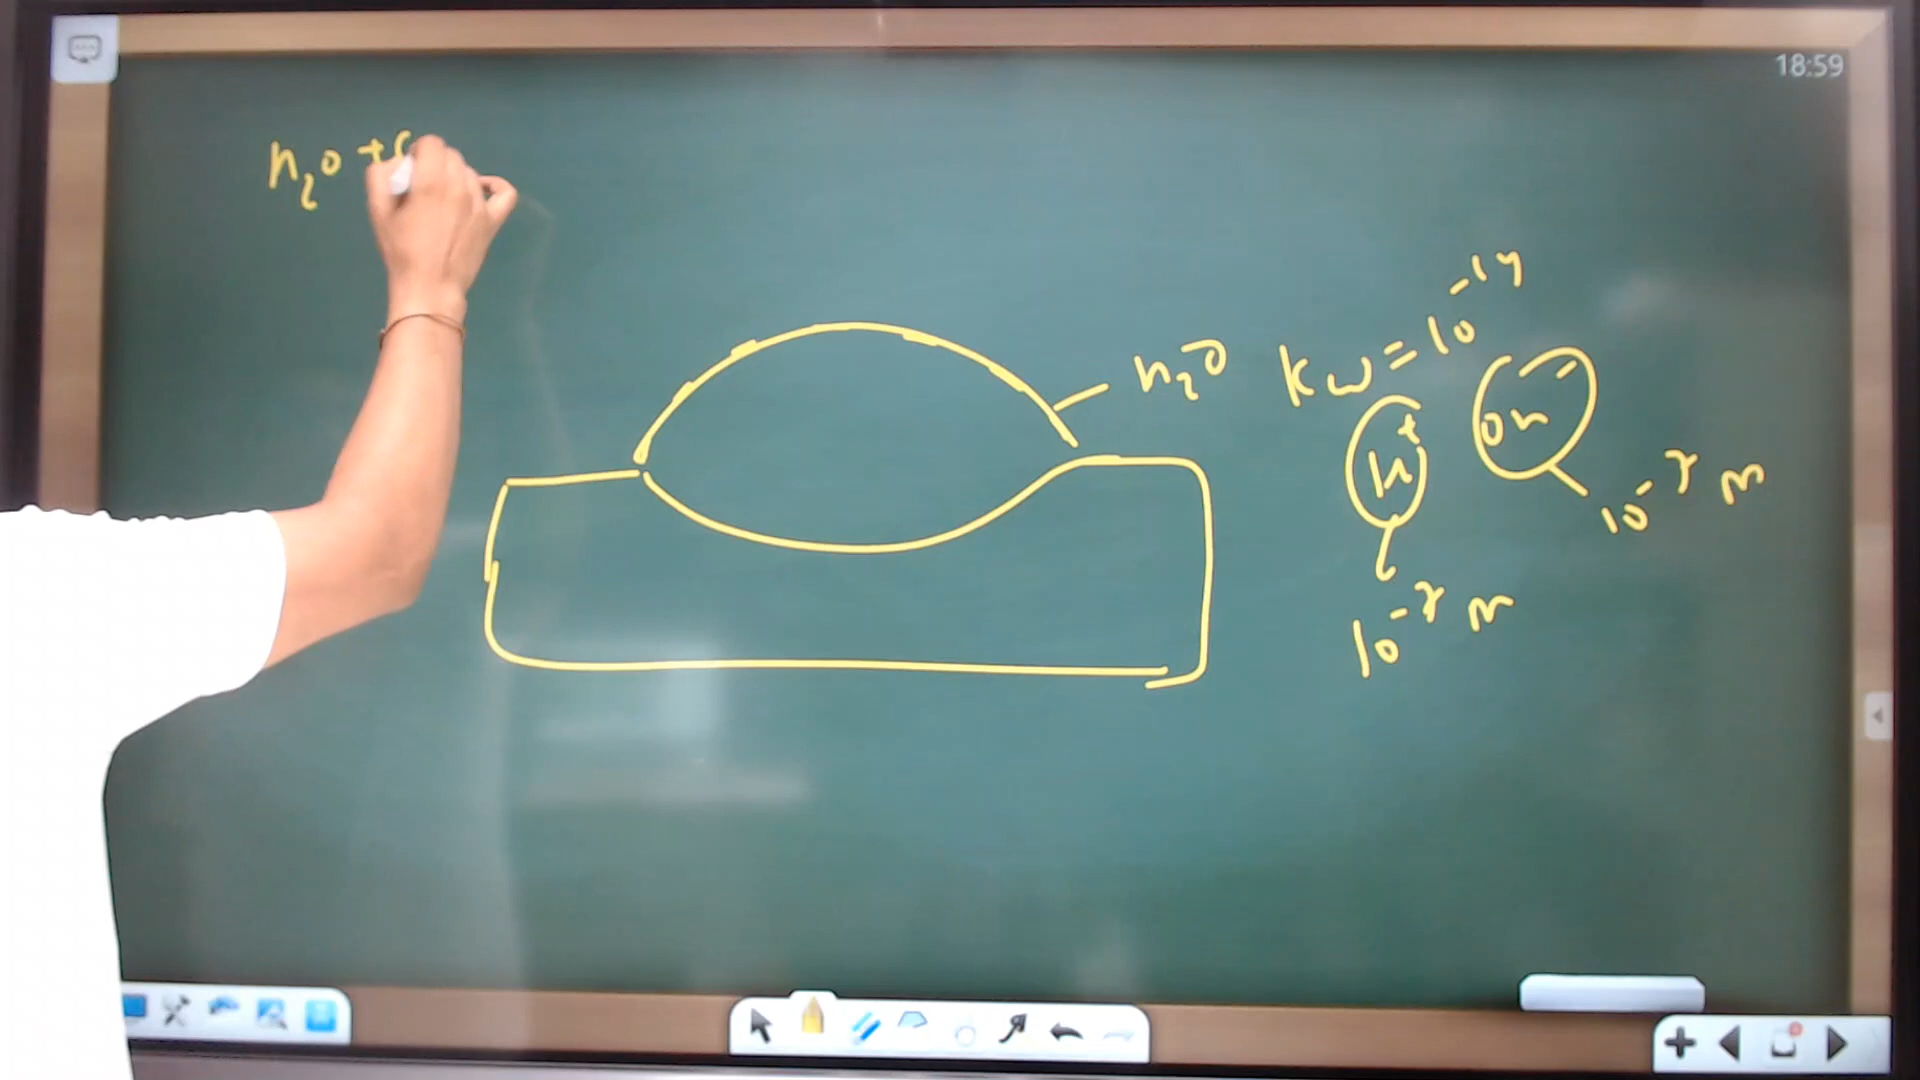 18:59
H₂O + C
H₂O
Kw = 10⁻¹⁴
H⁺ OH⁻
10⁻⁷ M
10⁻⁷ M